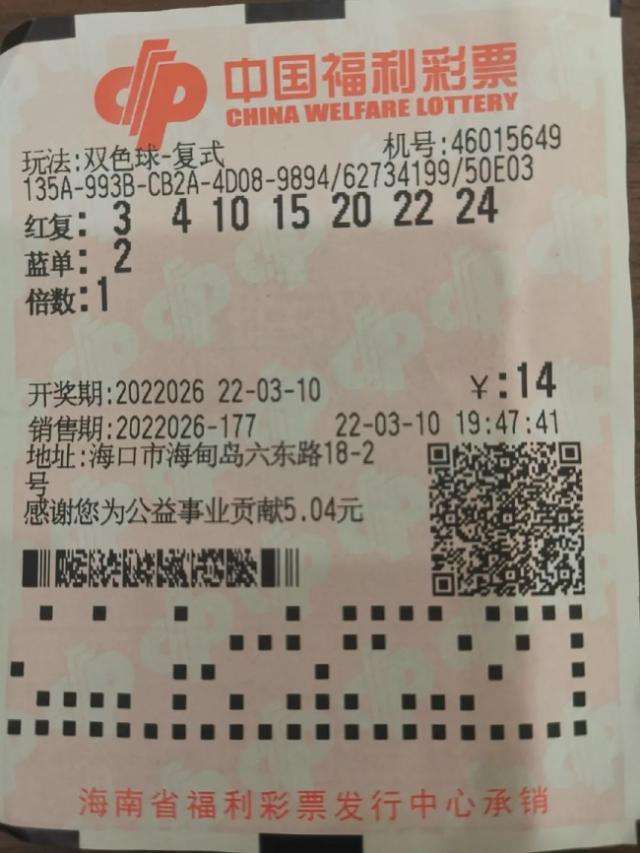 中国福利彩票
CHINA WELFARE LOTTERY
玩法:双色球-复式 机号:46015649
135A-993B-CB2A-4D08-9894/62734199/50E03
红复: 3 4 10 15 20 22 24
蓝单: 2
倍数:1
开奖期:2022026 22-03-10 ¥:14
销售期:2022026-177 22-03-10 19:47:41
地址:海口市海甸岛六东路18-2
号
感谢您为公益事业贡献5.04元
海南省福利彩票发行中心承销